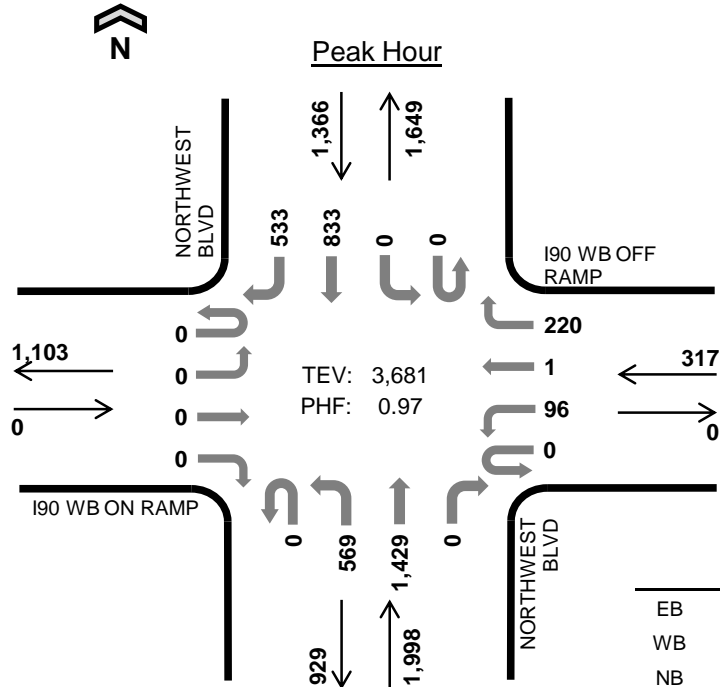 N
Peak Hour
1,366
1,649
NORTHWEST
BLVD
533
833
0
0
I90 WB OFF
RAMP
0
220
1,103
0
TEV: 3,681
1
317
0
PHF: 0.97
96
0
0
0
0
I90 WB ON RAMP
0
569
1,429
0
NORTHWEST
BLVD
929
1,998
EB
WB
NB